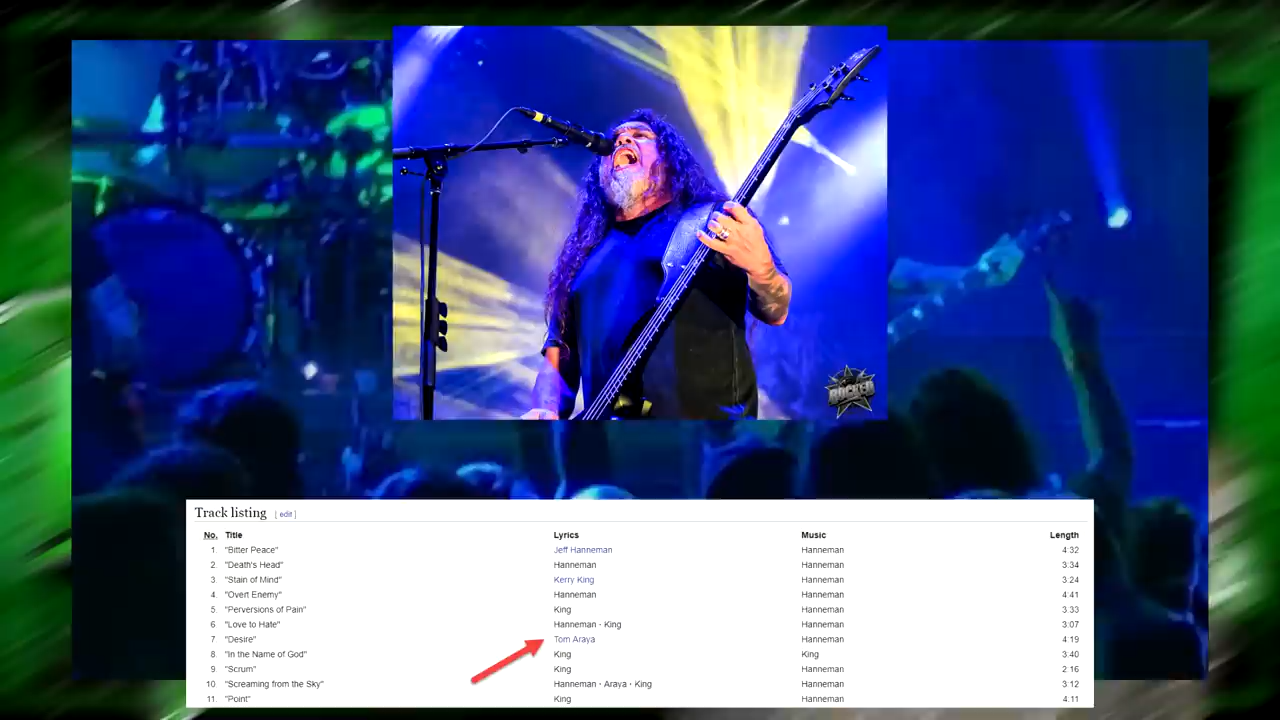 ROCKED
Track listing [ edit ]
No. Title Lyrics Music Length
1. "Bitter Peace" Jeff Hanneman Hanneman 4:32
2. "Death's Head" Hanneman Hanneman 3:34
3. "Stain of Mind" Kerry King Hanneman 3:24
4. "Overt Enemy" Hanneman Hanneman 4:41
5. "Perversions of Pain" King Hanneman 3:33
6 "Love to Hate" Hanneman · King Hanneman 3:07
7. "Desire" Tom Araya Hanneman 4:19
8. "In the Name of God" King King 3:40
9. "Scrum" King Hanneman 2:16
10. "Screaming from the Sky" Hanneman · Araya · King Hanneman 3:12
11. "Point" King Hanneman 4:11